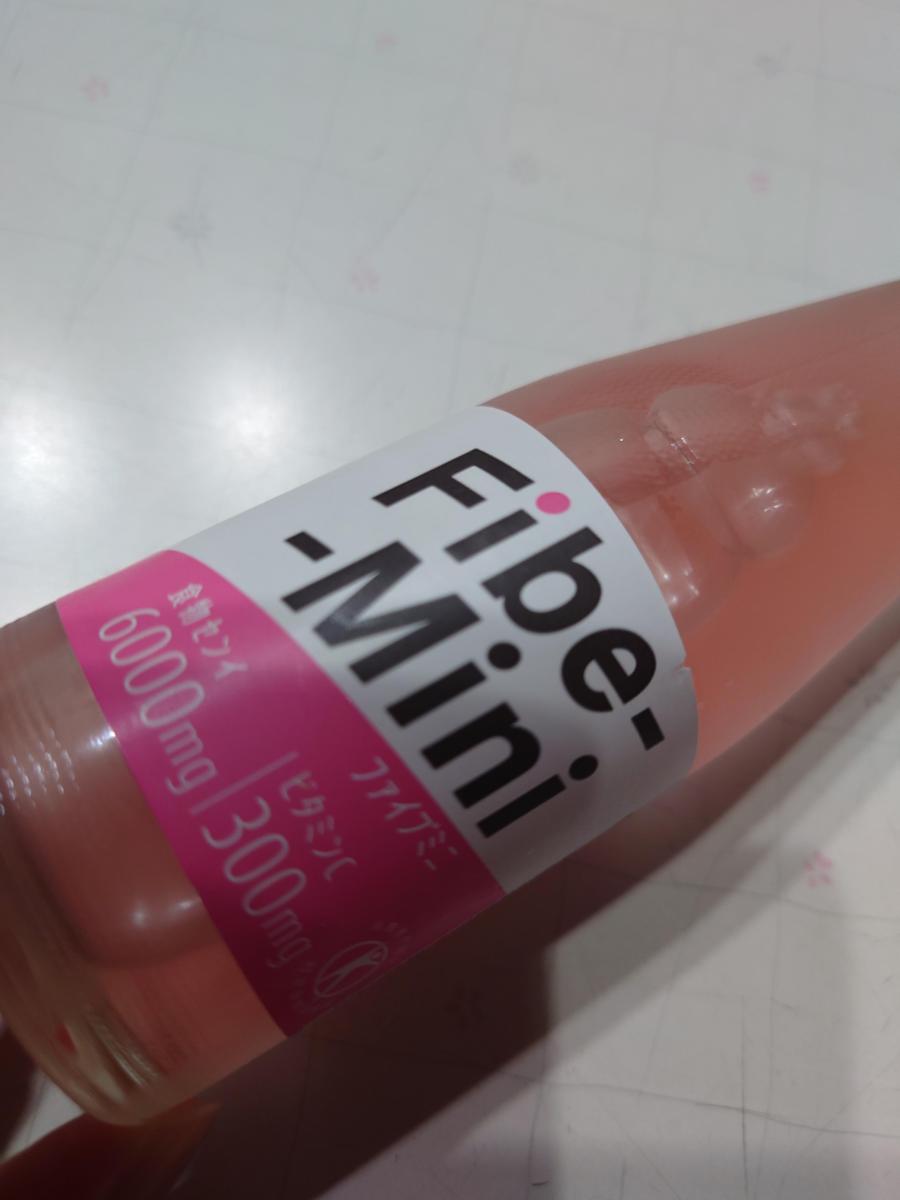 Fibe-
-Mini
ファイブミニ
食物センイ
6000mg
ビタミンC
300mg